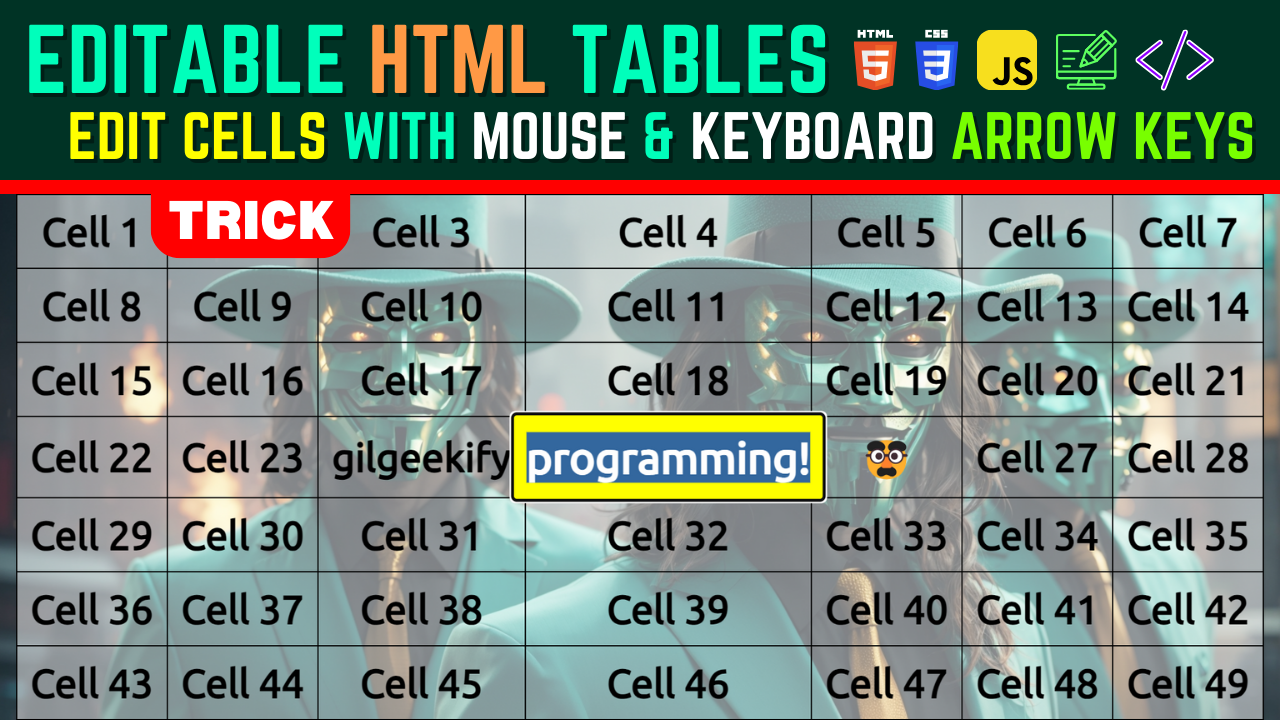 EDITABLE HTML TABLES HTML 5 CSS 3 JS </>
EDIT CELLS WITH MOUSE & KEYBOARD ARROW KEYS
TRICK
Cell 1 Cell 3 Cell 4 Cell 5 Cell 6 Cell 7
Cell 8 Cell 9 Cell 10 Cell 11 Cell 12 Cell 13 Cell 14
Cell 15 Cell 16 Cell 17 Cell 18 Cell 19 Cell 20 Cell 21
Cell 22 Cell 23 gilgeekify programming! Cell 27 Cell 28
Cell 29 Cell 30 Cell 31 Cell 32 Cell 33 Cell 34 Cell 35
Cell 36 Cell 37 Cell 38 Cell 39 Cell 40 Cell 41 Cell 42
Cell 43 Cell 44 Cell 45 Cell 46 Cell 47 Cell 48 Cell 49